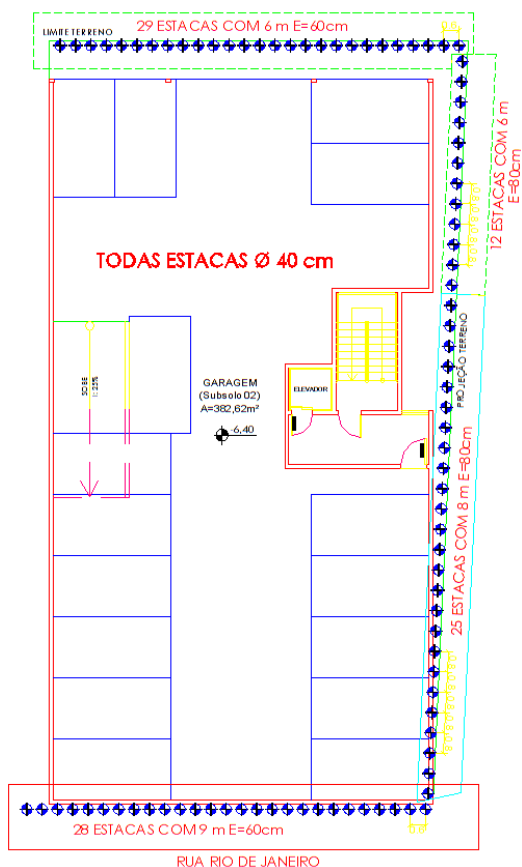 29 ESTACAS COM 6 m E=60cm
LIMITE TERRENO
12 ESTACAS COM 6 m
E=80cm
TODAS ESTACAS Ø 40 cm
PROJEÇÃO TERRENO
SOBE
GARAGEM
(Subsolo 02)
A=382,62m²
-6,40
ELEVADOR
25 ESTACAS COM 8 m E=80cm
28 ESTACAS COM 9 m E=60cm
RUA RIO DE JANEIRO